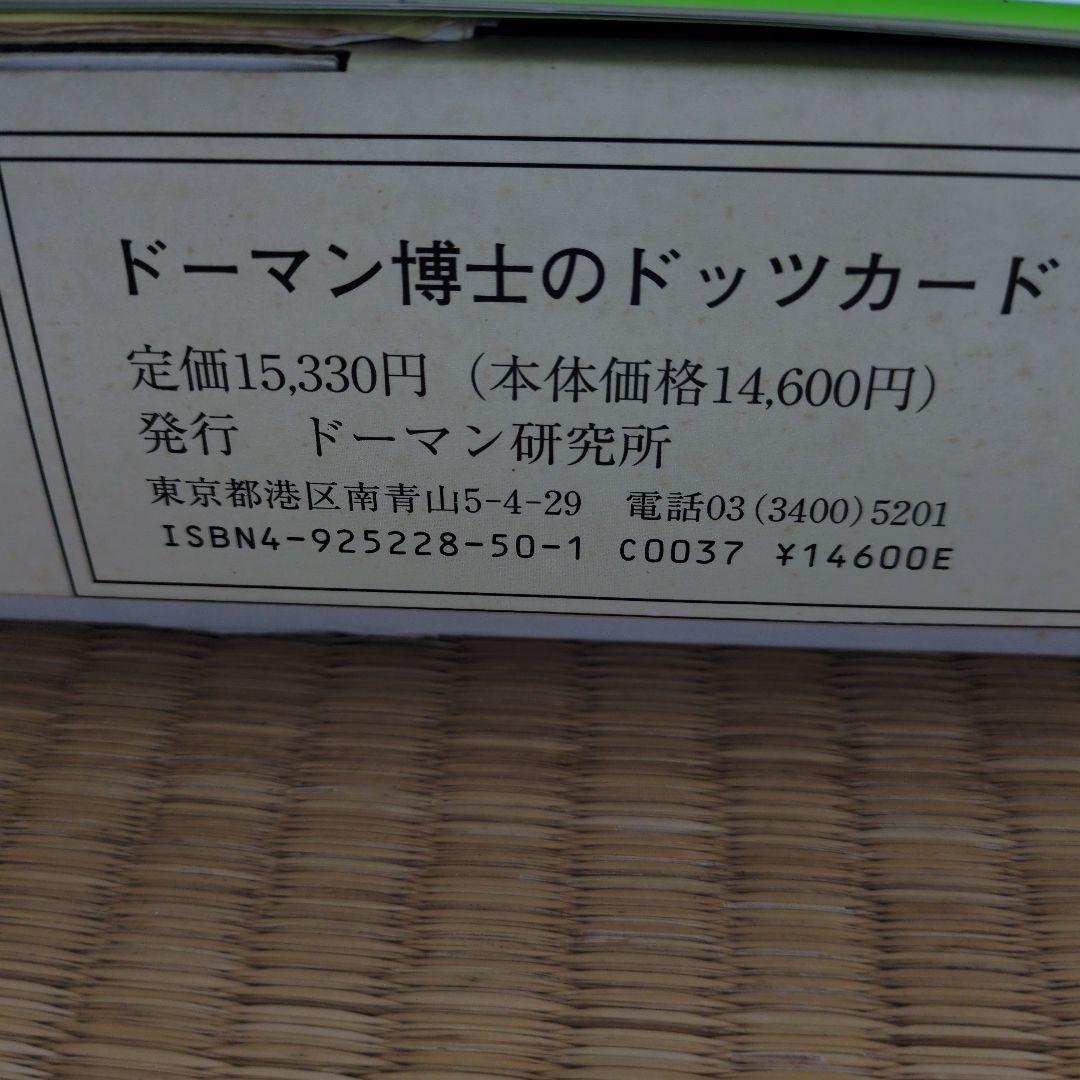 ドーマン博士のドッツカード
定価15,330円（本体価格14,600円）
発行　ドーマン研究所
東京都港区南青山5-4-29　電話03(3400)5201
ISBN4-925228-50-1 C0037 ¥14600E